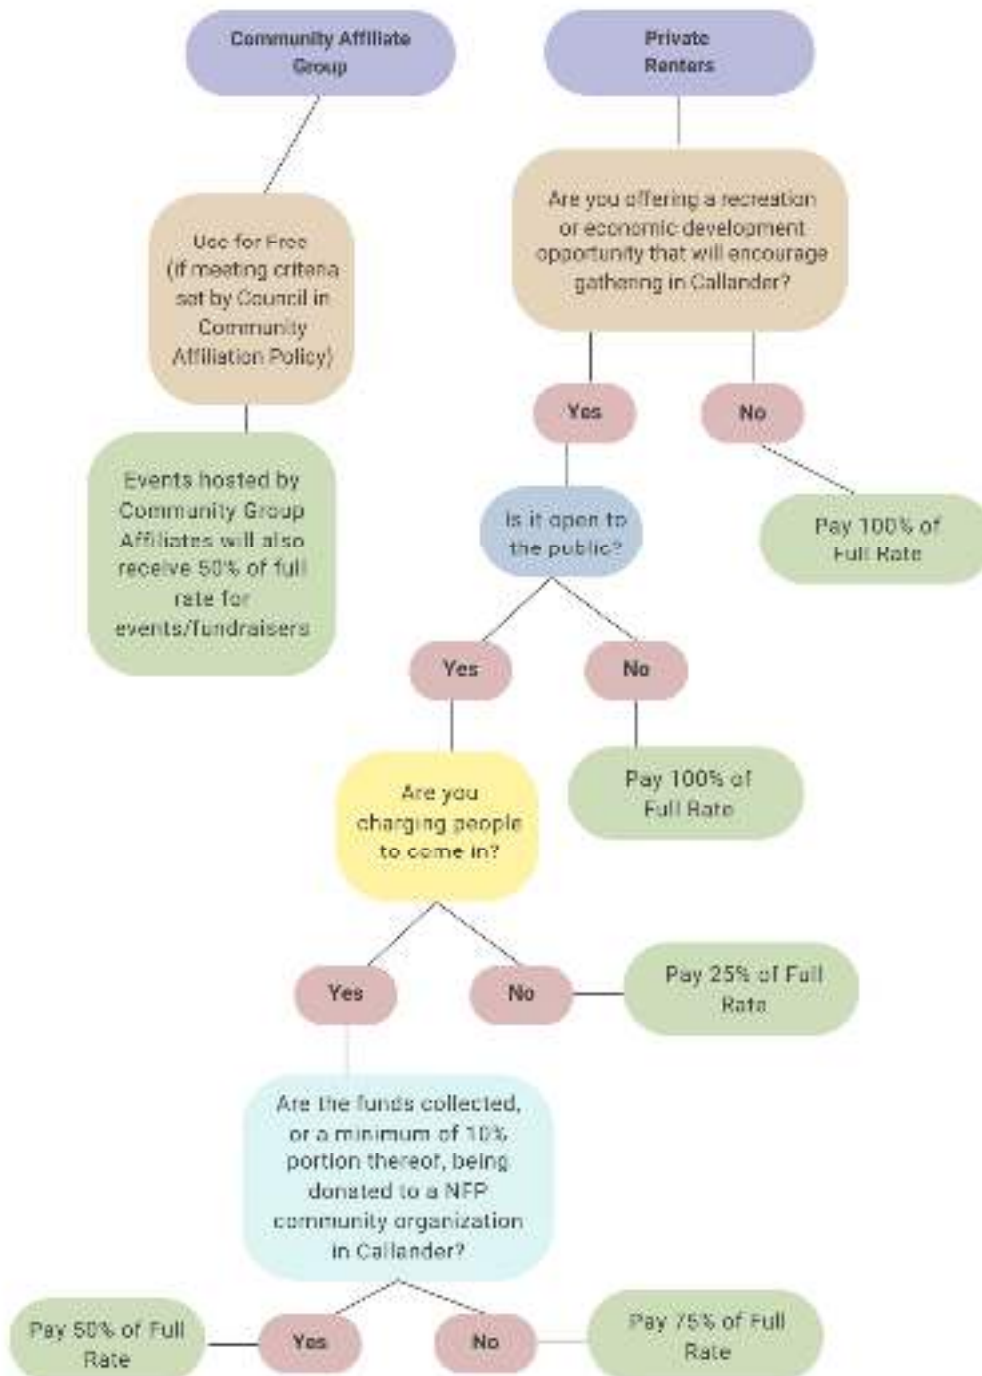 Community Affiliate
Group
Private
Renters
Use for Free
(if meeting criteria
set by Council in
Community
Affiliation Policy)
Are you offering a recreation
or economic development
opportunity that will encourage
gathering in Callander?
Yes
No
Events hosted by
Community Group
Affiliates will also
receive 50% of full
rate for
events/fundraisers
Is it open to
the public?
Pay 100% of
Full Rate
Yes
No
Are you
charging people
to come in?
Pay 100% of
Full Rate
Yes
No
Pay 25% of Full
Rate
Are the funds collected,
or a minimum of 10%
portion thereof, being
donated to a NFP
community organization
in Callander?
Pay 50% of Full
Rate
Yes
No
Pay 75% of Full
Rate